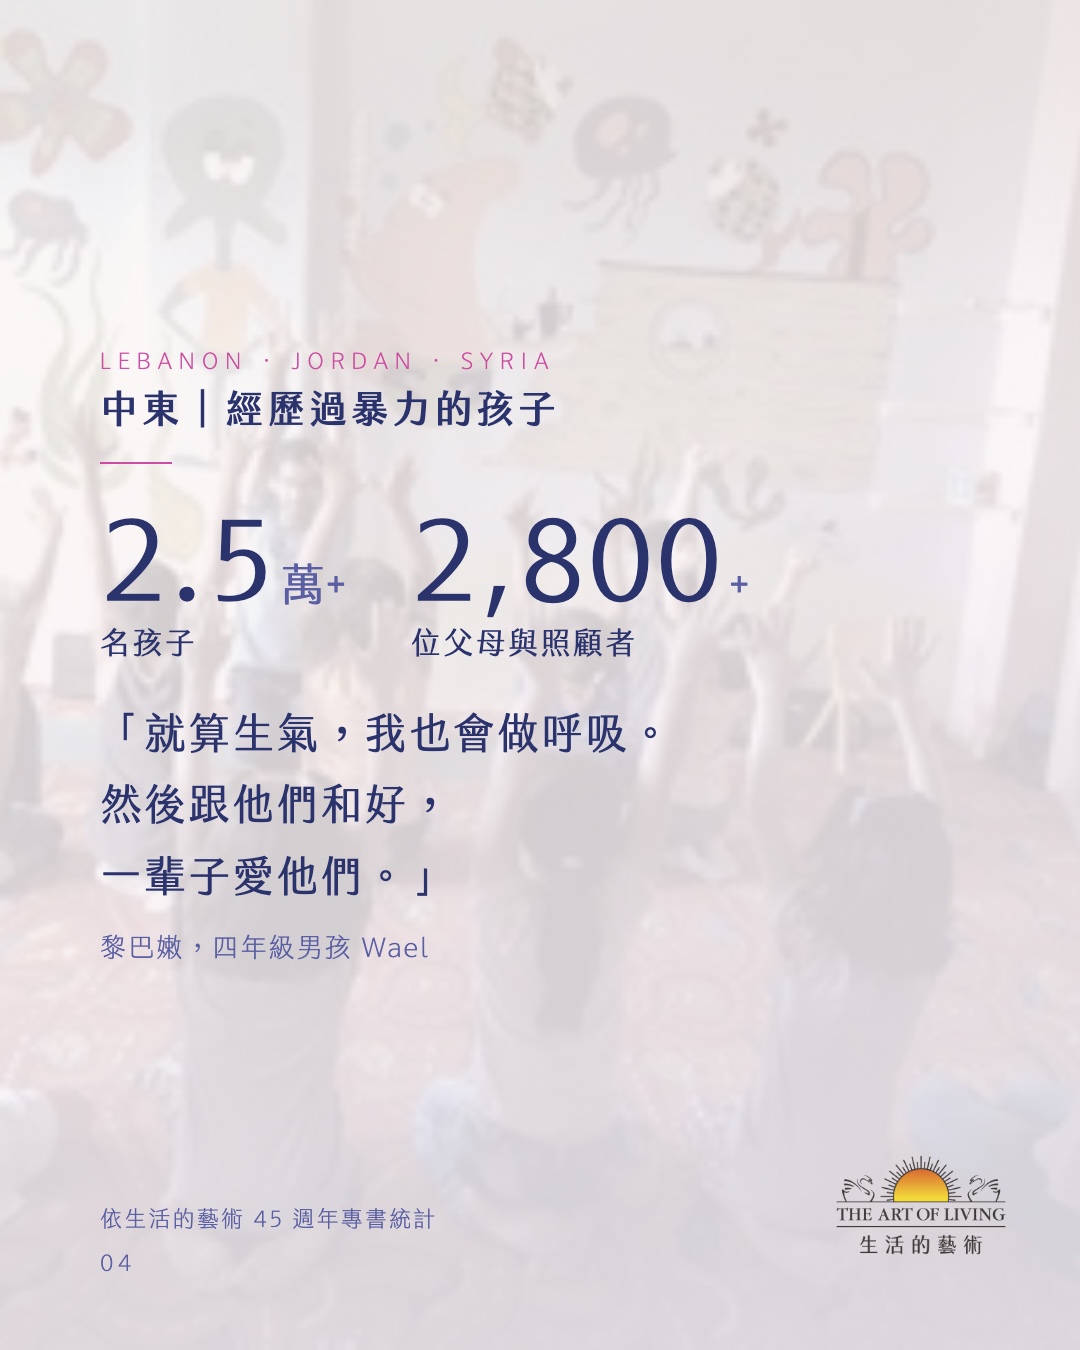 LEBANON · JORDAN · SYRIA
中東｜經歷過暴力的孩子
2.5萬+ 2,800+
名孩子 位父母與照顧者
「就算生氣，我也會做呼吸。
然後跟他們和好，
一輩子愛他們。」
黎巴嫩，四年級男孩 Wael
依生活的藝術 45 週年專書統計
04
THE ART OF LIVING
生活的藝術